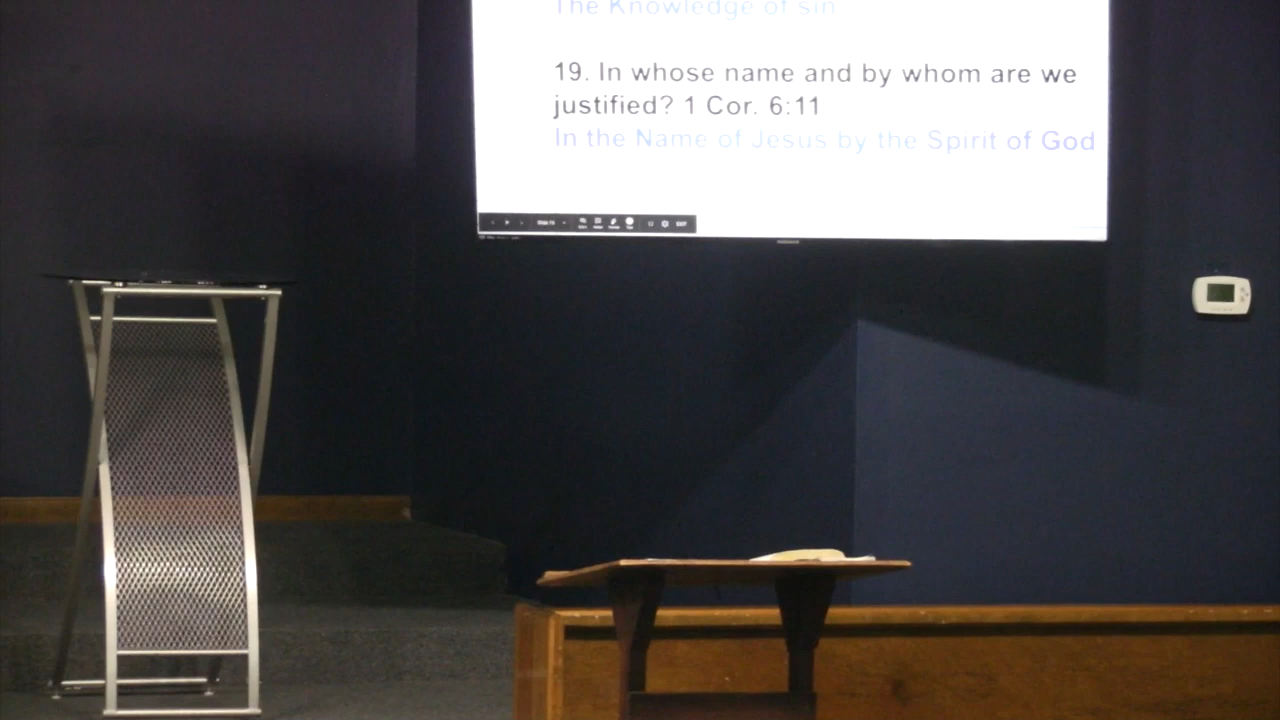 The Knowledge of sin
19. In whose name and by whom are we
justified? 1 Cor. 6:11
In the Name of Jesus by the Spirit of God
EXIT